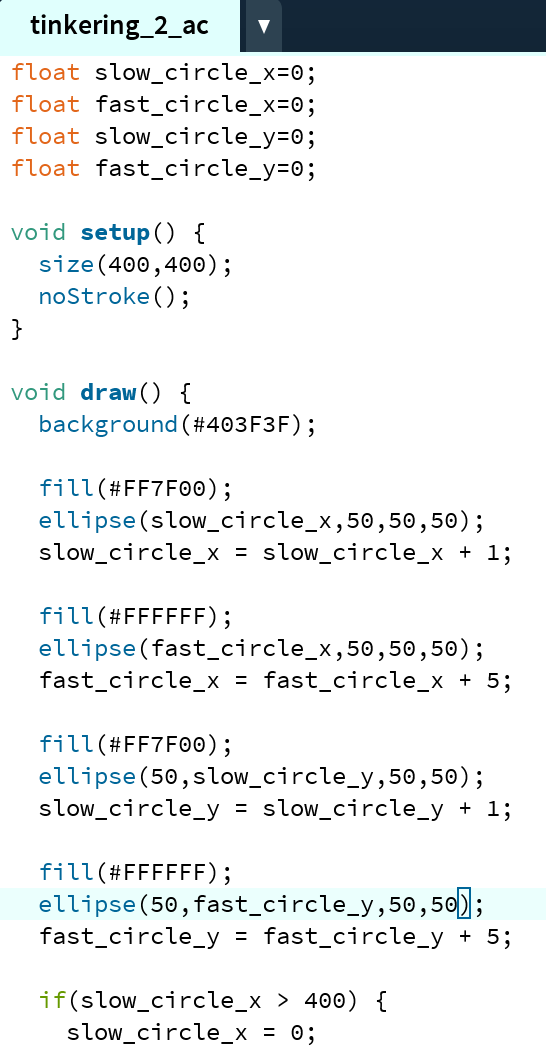 tinkering_2_ac ▼
float slow_circle_x=0;
float fast_circle_x=0;
float slow_circle_y=0;
float fast_circle_y=0;

void setup() {
  size(400,400);
  noStroke();
}

void draw() {
  background(#403F3F);

  fill(#FF7F00);
  ellipse(slow_circle_x,50,50,50);
  slow_circle_x = slow_circle_x + 1;

  fill(#FFFFFF);
  ellipse(fast_circle_x,50,50,50);
  fast_circle_x = fast_circle_x + 5;

  fill(#FF7F00);
  ellipse(50,slow_circle_y,50,50);
  slow_circle_y = slow_circle_y + 1;

  fill(#FFFFFF);
  ellipse(50,fast_circle_y,50,50);
  fast_circle_y = fast_circle_y + 5;

  if(slow_circle_x > 400) {
    slow_circle_x = 0;